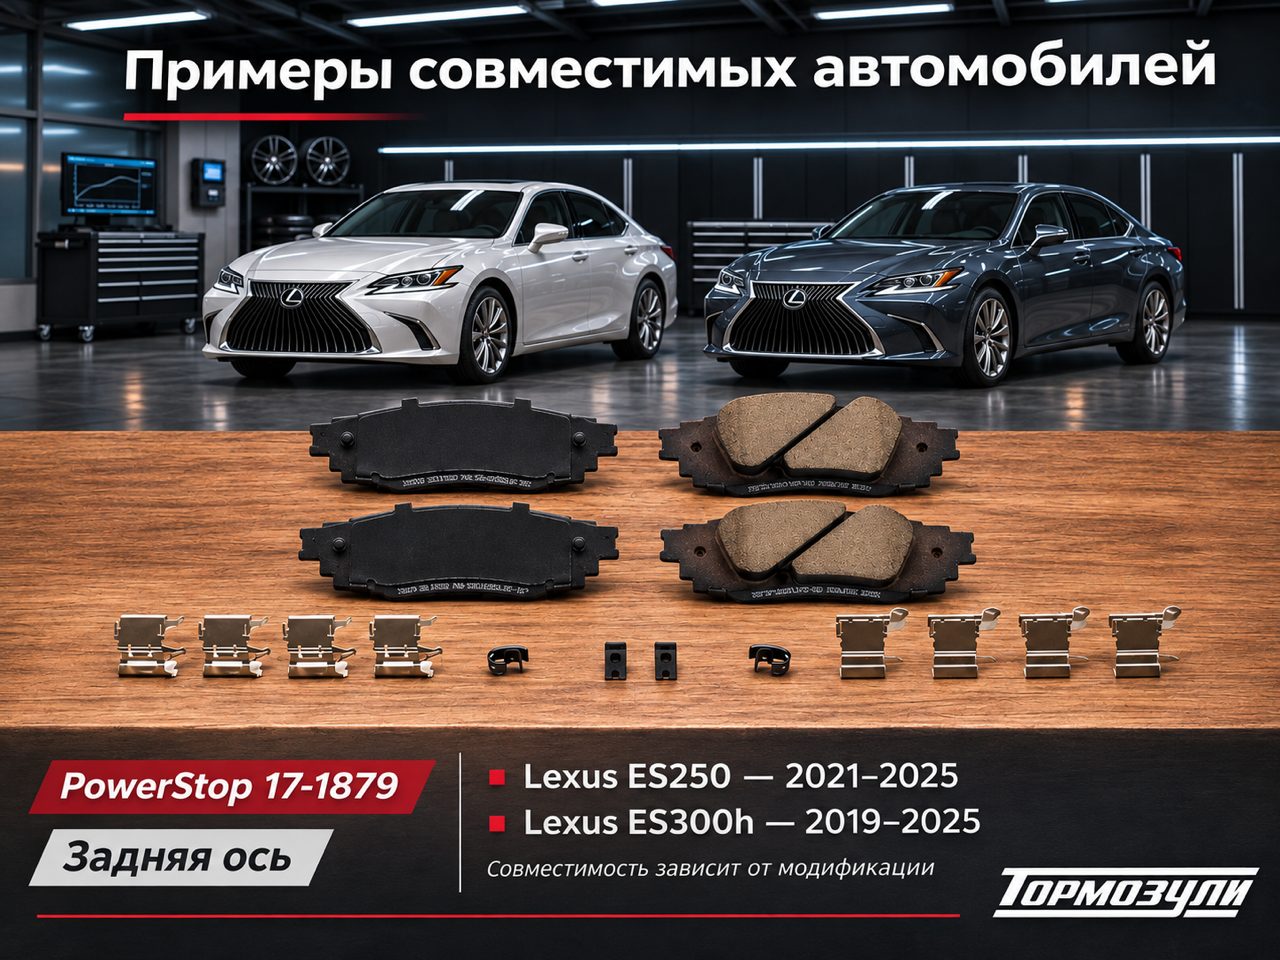 Примеры совместимых автомобилей
PowerStop 17-1879
Задняя ось
Lexus ES250 — 2021–2025
Lexus ES300h — 2019–2025
Совместимость зависит от модификации
ТОРМОЗУЛИ